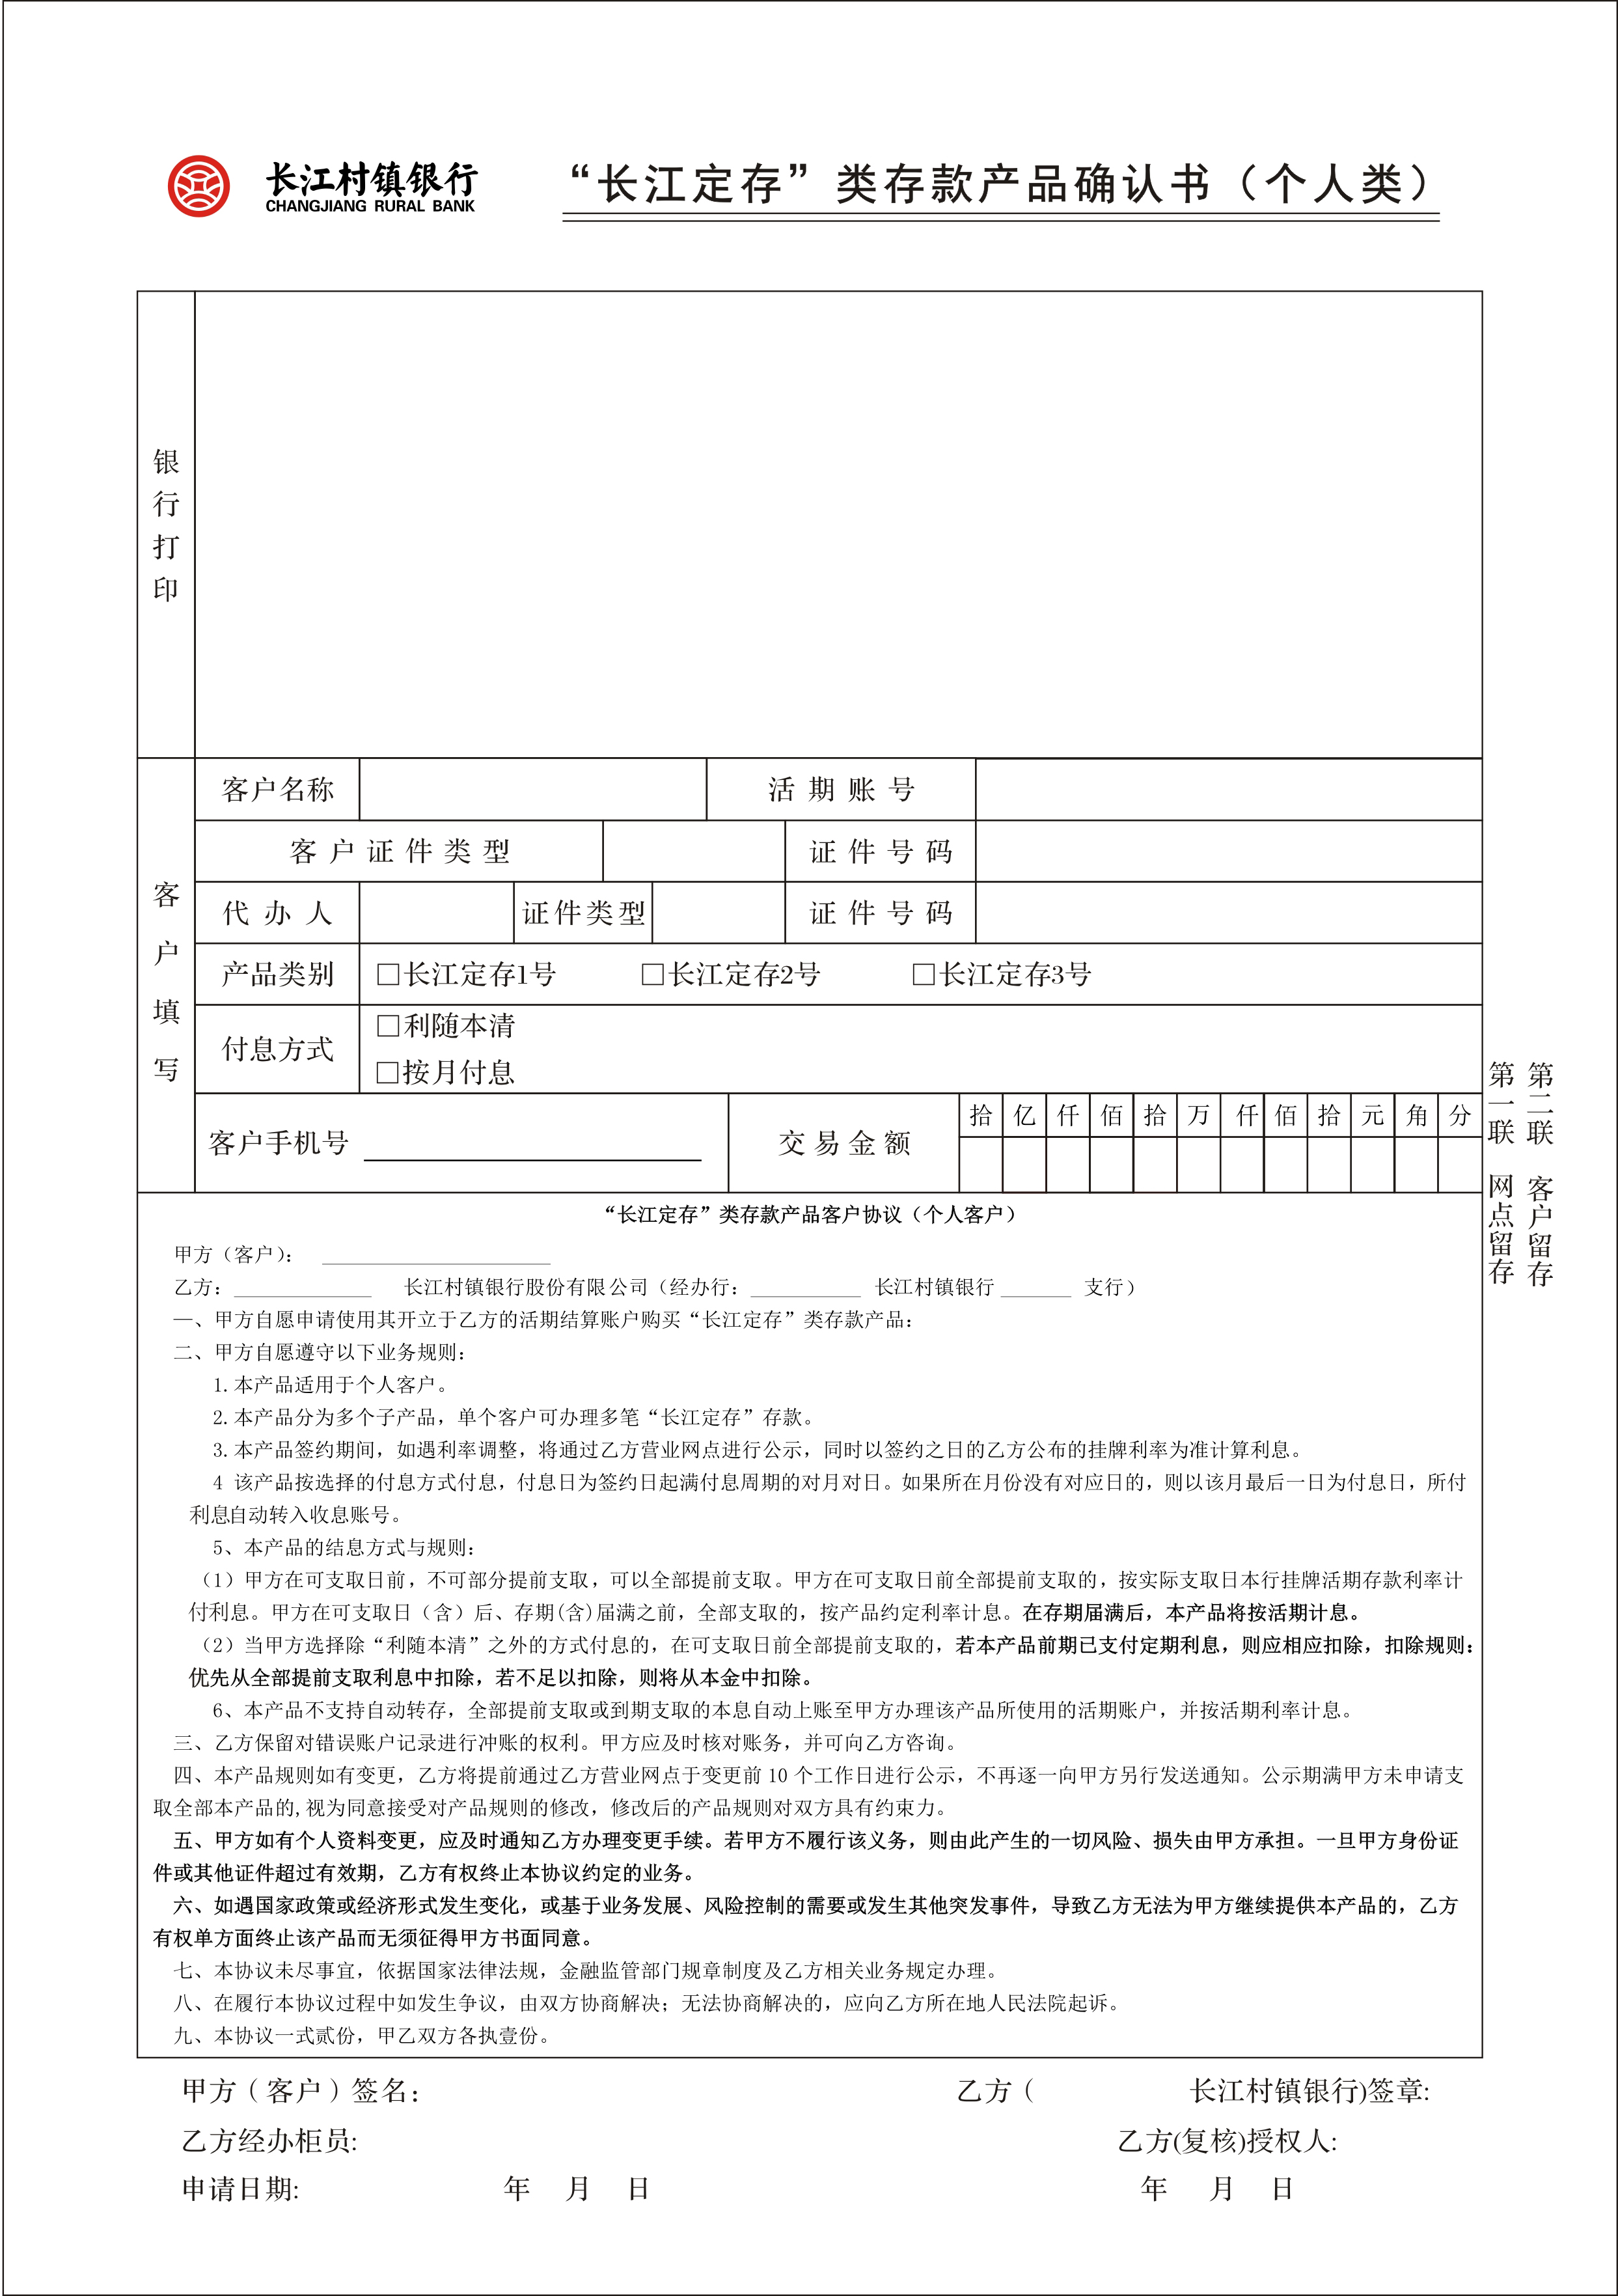 长江村镇银行
CHANGJIANG RURAL BANK
“长江定存”类存款产品确认书（个人类）
银行打印
客户填写
客户名称 活期账号
客户证件类型 证件号码
代办人 证件类型 证件号码
产品类别 □长江定存1号 □长江定存2号 □长江定存3号
付息方式 □利随本清
□按月付息
客户手机号 ____ 交易金额 拾 亿 仟 佰 拾 万 仟 佰 拾 元 角 分
第一联 网点留存
第二联 客户留存
“长江定存”类存款产品客户协议（个人客户）
甲方（客户）： ____
乙方：____ 长江村镇银行股份有限公司（经办行：____ 长江村镇银行 ____ 支行）
一、甲方自愿申请使用其开立于乙方的活期结算账户购买“长江定存”类存款产品：
二、甲方自愿遵守以下业务规则：
1.本产品适用于个人客户。
2.本产品分为多个子产品，单个客户可办理多笔“长江定存”存款。
3.本产品签约期间，如遇利率调整，将通过乙方营业网点进行公示，同时以签约之日的乙方公布的挂牌利率为准计算利息。
4 该产品按选择的付息方式付息，付息日为签约日起满付息周期的对月对日。如果所在月份没有对应日的，则以该月最后一日为付息日，所付
利息自动转入收息账号。
5、本产品的结息方式与规则：
（1）甲方在可支取日前，不可部分提前支取，可以全部提前支取。甲方在可支取日前全部提前支取的，按实际支取日本行挂牌活期存款利率计
付利息。甲方在可支取日（含）后、存期(含)届满之前，全部支取的，按产品约定利率计息。在存期届满后，本产品将按活期计息。
（2）当甲方选择除“利随本清”之外的方式付息的，在可支取日前全部提前支取的，若本产品前期已支付定期利息，则应相应扣除，扣除规则：
优先从全部提前支取利息中扣除，若不足以扣除，则将从本金中扣除。
6、本产品不支持自动转存，全部提前支取或到期支取的本息自动上账至甲方办理该产品所使用的活期账户，并按活期利率计息。
三、乙方保留对错误账户记录进行冲账的权利。甲方应及时核对账务，并可向乙方咨询。
四、本产品规则如有变更，乙方将提前通过乙方营业网点于变更前 10 个工作日进行公示，不再逐一向甲方另行发送通知。公示期满甲方未申请支
取全部本产品的,视为同意接受对产品规则的修改，修改后的产品规则对双方具有约束力。
五、甲方如有个人资料变更，应及时通知乙方办理变更手续。若甲方不履行该义务，则由此产生的一切风险、损失由甲方承担。一旦甲方身份证
件或其他证件超过有效期，乙方有权终止本协议约定的业务。
六、如遇国家政策或经济形式发生变化，或基于业务发展、风险控制的需要或发生其他突发事件，导致乙方无法为甲方继续提供本产品的，乙方
有权单方面终止该产品而无须征得甲方书面同意。
七、本协议未尽事宜，依据国家法律法规，金融监管部门规章制度及乙方相关业务规定办理。
八、在履行本协议过程中如发生争议，由双方协商解决；无法协商解决的，应向乙方所在地人民法院起诉。
九、本协议一式贰份，甲乙双方各执壹份。
甲方（客户）签名： 乙方（ 长江村镇银行)签章:
乙方经办柜员: 乙方(复核)授权人:
申请日期: 年 月 日 年 月 日